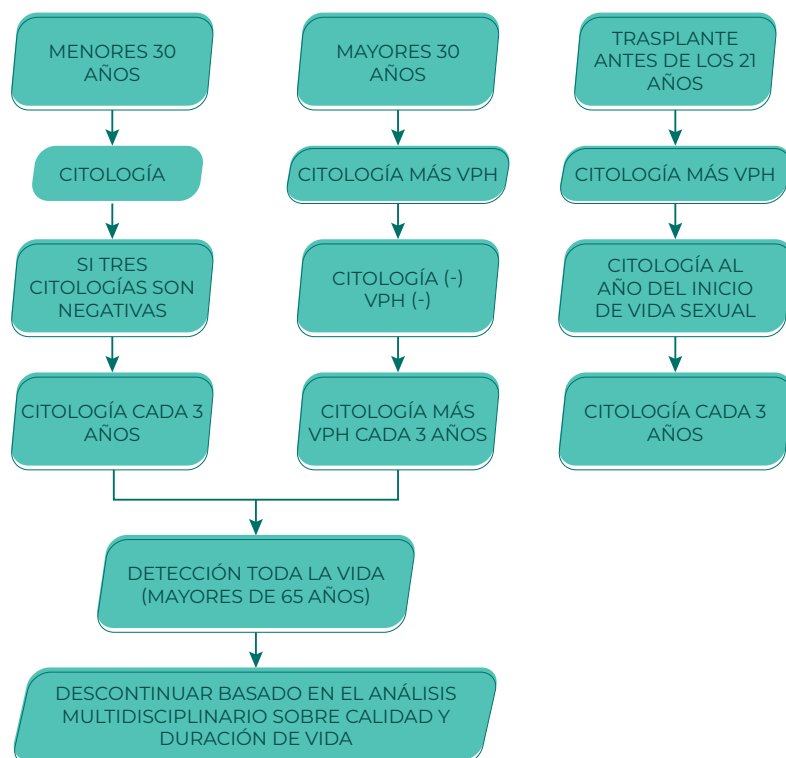 MENORES 30
AÑOS
CITOLOGÍA
SI TRES
CITOLOGÍAS SON
NEGATIVAS
CITOLOGÍA CADA 3
AÑOS
MAYORES 30
AÑOS
CITOLOGÍA MÁS VPH
CITOLOGÍA (-)
VPH (-)
CITOLOGÍA MÁS
VPH CADA 3 AÑOS
TRASPLANTE
ANTES DE LOS 21
AÑOS
CITOLOGÍA MÁS VPH
CITOLOGÍA AL
AÑO DEL INICIO
DE VIDA SEXUAL
CITOLOGÍA CADA 3
AÑOS
DETECCIÓN TODA LA VIDA
(MAYORES DE 65 AÑOS)
DESCONTINUAR BASADO EN EL ANÁLISIS
MULTIDISCIPLINARIO SOBRE CALIDAD Y
DURACIÓN DE VIDA